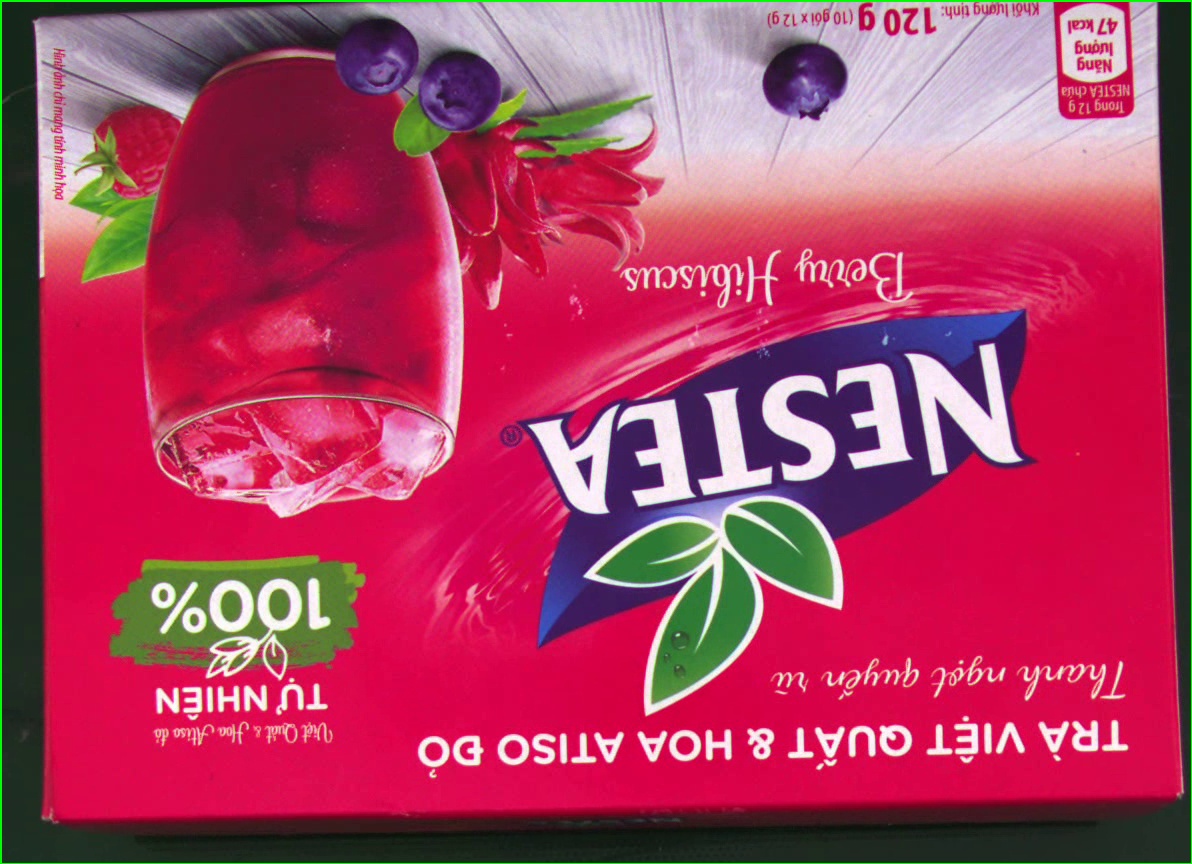 TRÀ VIỆT QUẤT & HOA ATISO ĐỎ
Thanh ngọt quyến rũ
NESTEA®
Berry Hibiscus
Việt Quất & Hoa Atiso đỏ
TỰ NHIÊN
100%
Trong 12 g
NESTEA chứa
Năng
lượng
47 kcal
Khối lượng tịnh: 120 g (10 gói x 12 g)
Hình ảnh chỉ mang tính minh họa